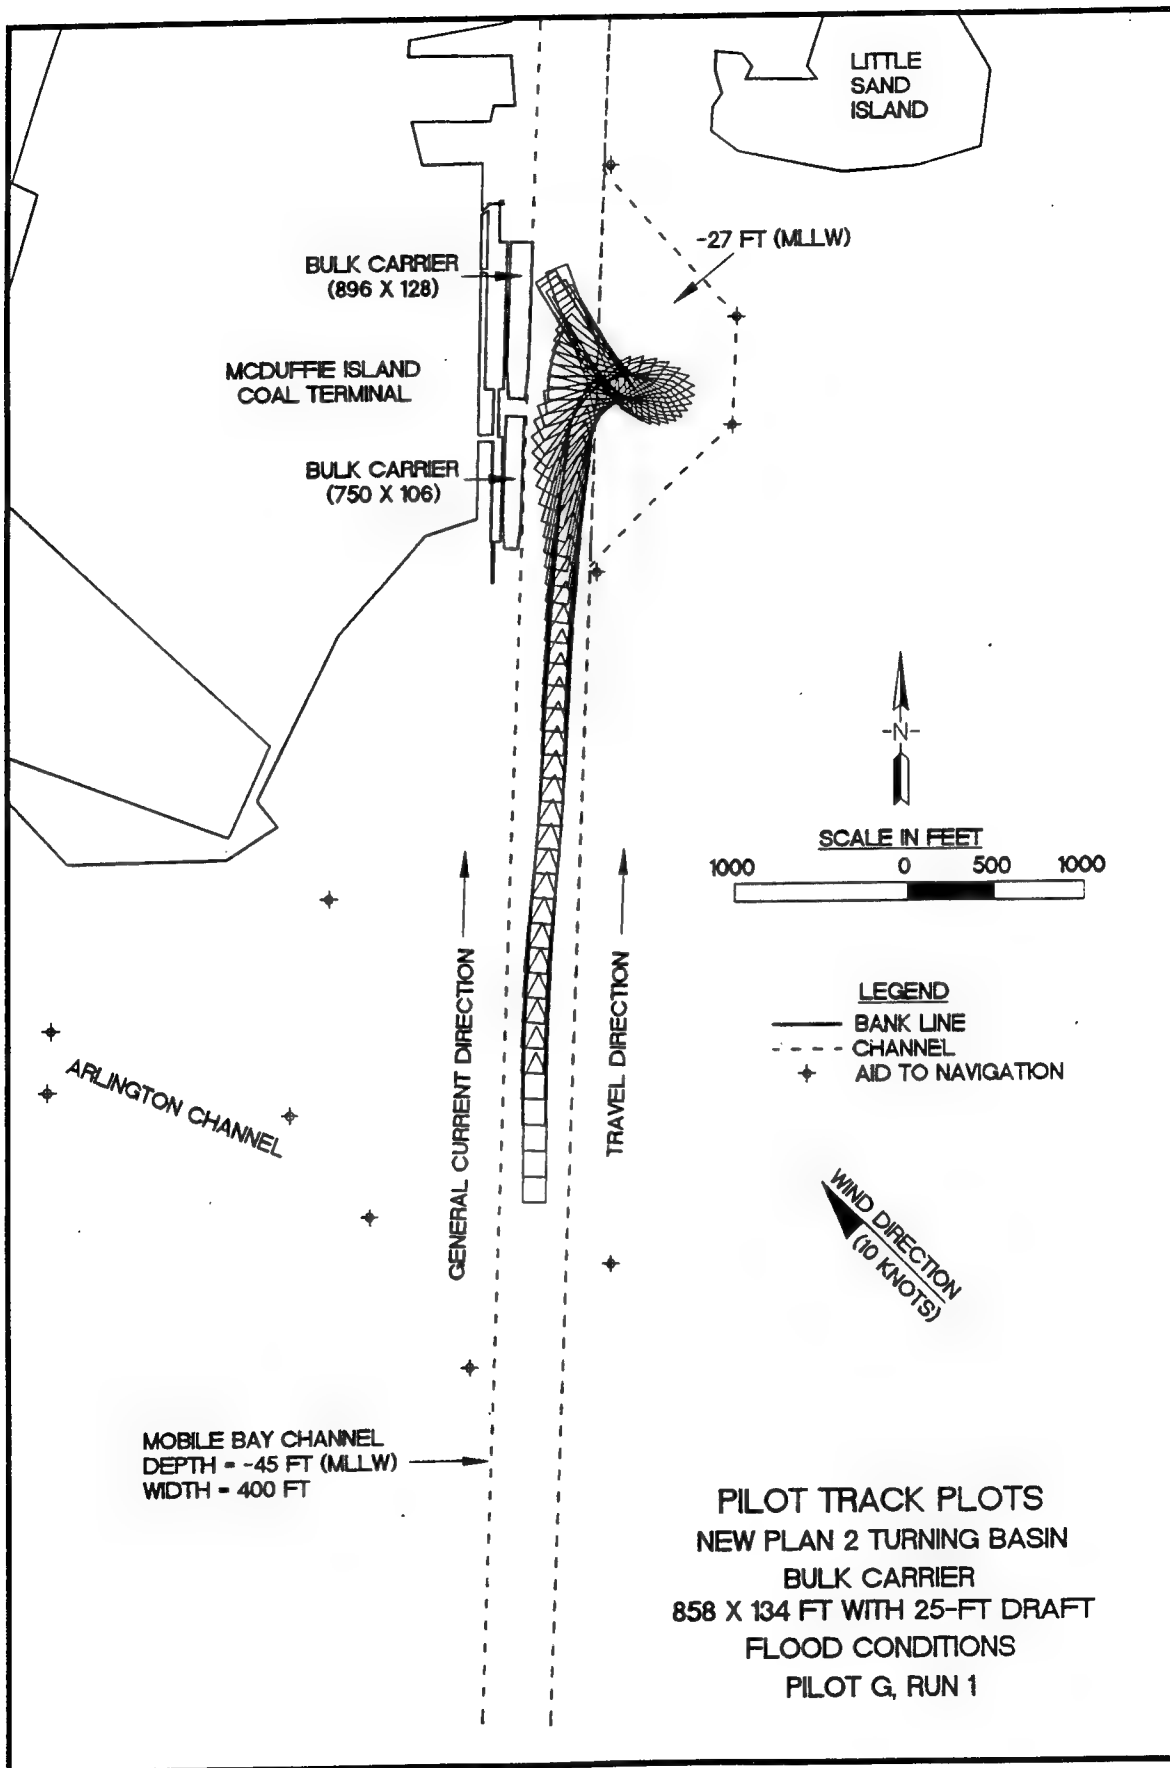 LITTLE
SAND
ISLAND
-27 FT (MLLW)
BULK CARRIER
(896 X 128)
MCDUFFIE ISLAND
COAL TERMINAL
BULK CARRIER
(750 X 106)
-N-
SCALE IN FEET
1000 0 500 1000
GENERAL CURRENT DIRECTION
TRAVEL DIRECTION
LEGEND
BANK LINE
CHANNEL
AID TO NAVIGATION
ARLINGTON CHANNEL
WIND DIRECTION
(10 KNOTS)
MOBILE BAY CHANNEL
DEPTH = -45 FT (MLLW)
WIDTH = 400 FT
PILOT TRACK PLOTS
NEW PLAN 2 TURNING BASIN
BULK CARRIER
858 X 134 FT WITH 25-FT DRAFT
FLOOD CONDITIONS
PILOT G, RUN 1